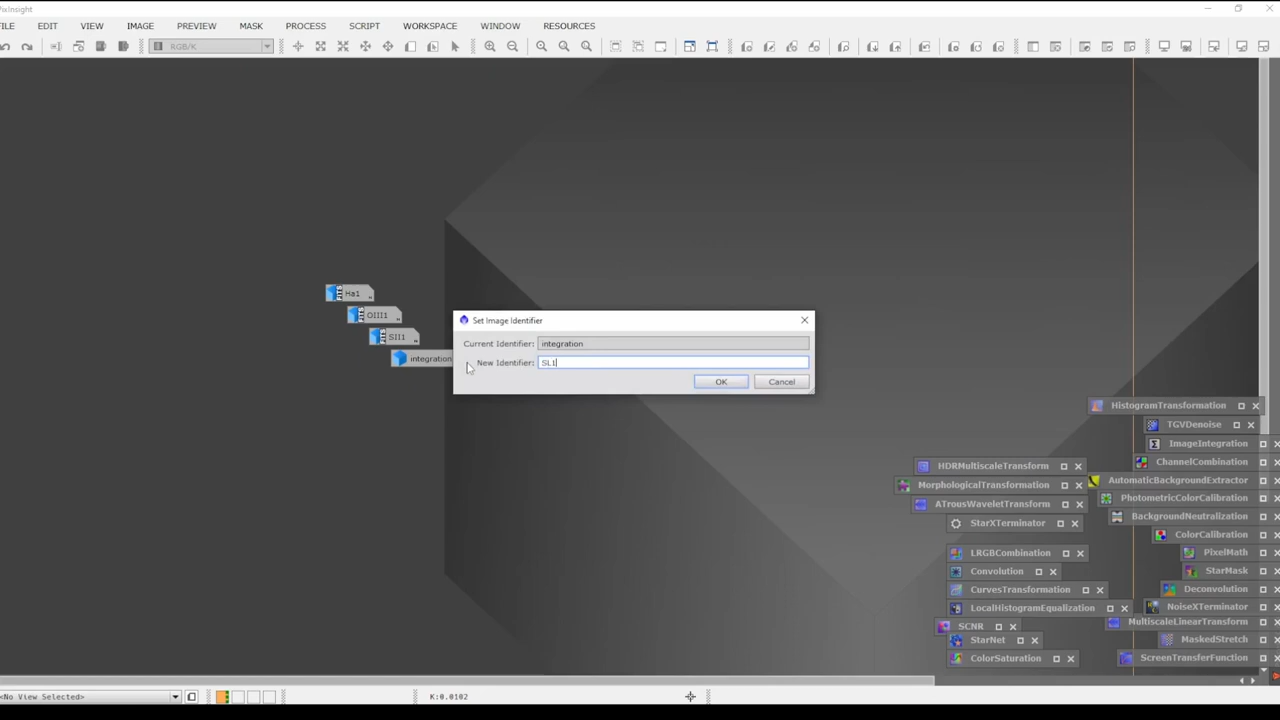 PixInsight
FILE EDIT VIEW IMAGE PROCESS PREVIEW MASK SCRIPT WORKSPACE WINDOW RESOURCES
RGB/K
Ha1
OIII1
SII1
integration
Set Image Identifier
Current Identifier: integration
New Identifier: SL1
OK Cancel
HistogramTransformation
TGVDenoise
ImageIntegration
ChannelCombination
HDRMultiscaleTransform
AutomaticBackgroundExtractor
MorphologicalTransformation
PhotometricColorCalibration
ATrousWaveletTransform
BackgroundNeutralization
StarXTerminator
ColorCalibration
LRGBCombination
PixelMath
Convolution
StarMask
CurvesTransformation
Deconvolution
LocalHistogramEqualization
NoiseXTerminator
SCNR
MultiscaleLinearTransform
StarNet
MaskedStretch
ColorSaturation
ScreenTransferFunction
<No View Selected>
K:0.0102